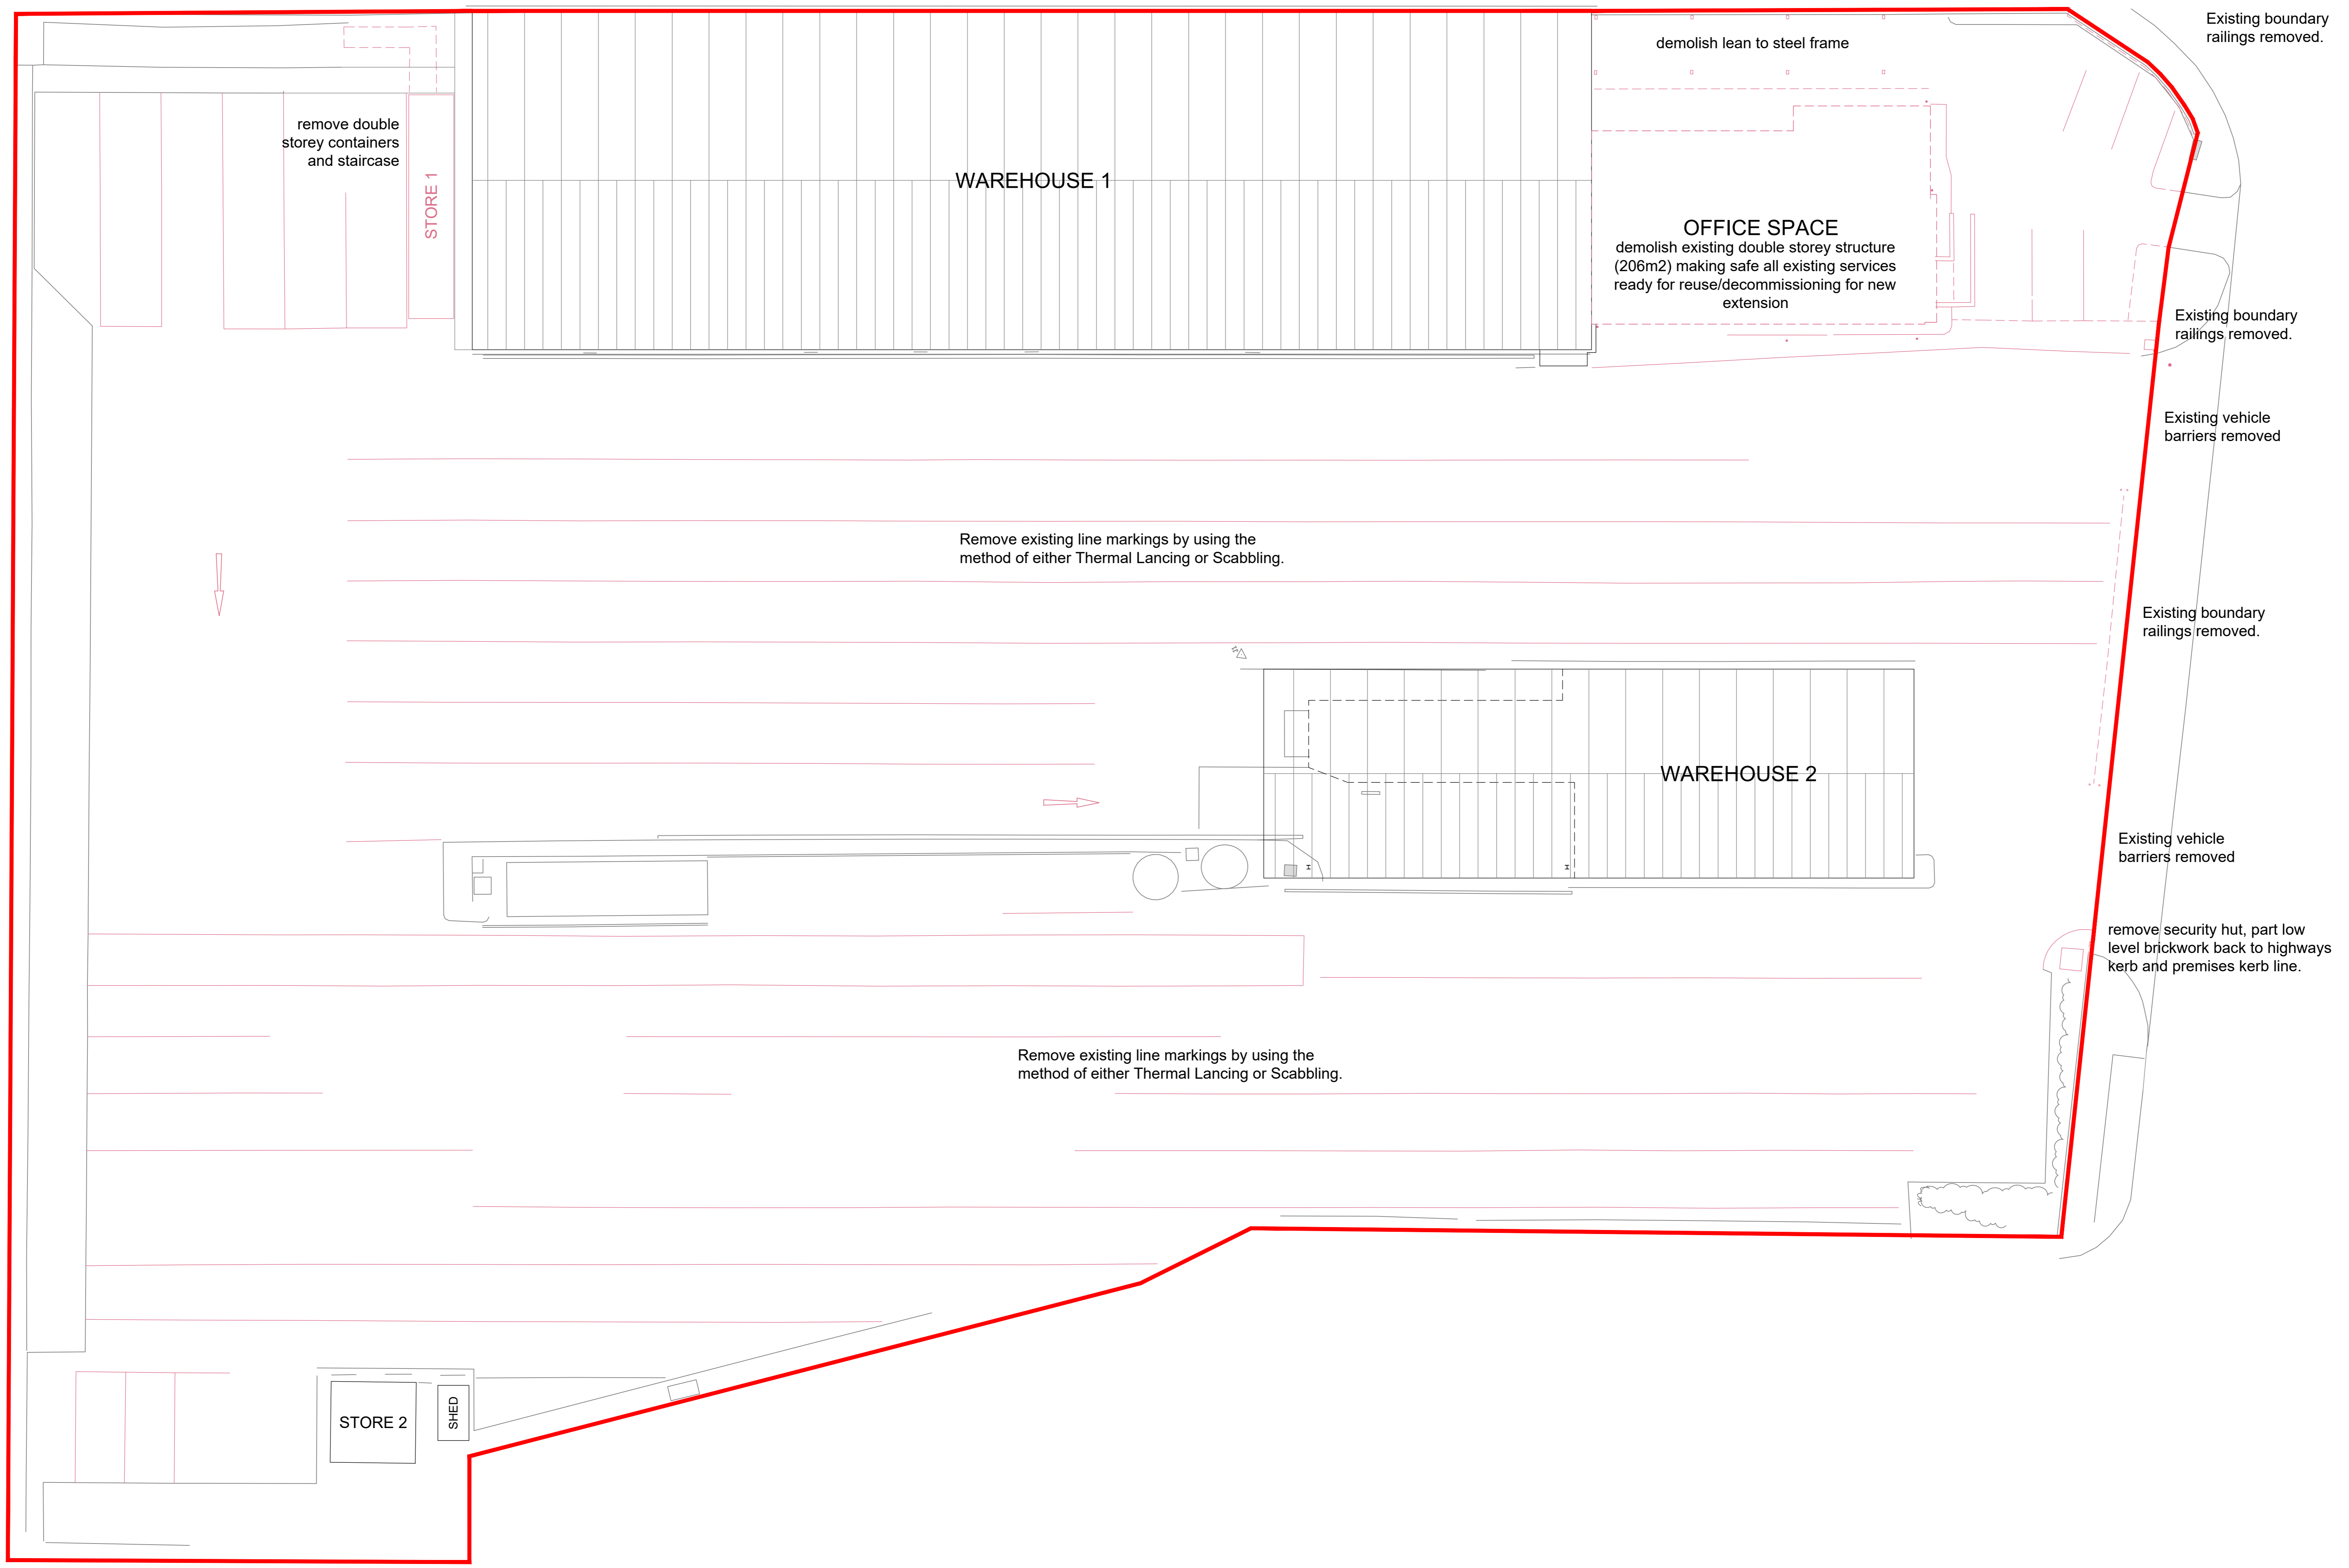 Existing boundary
railings removed.
demolish lean to steel frame
remove double
storey containers
and staircase
STORE 1
WAREHOUSE 1
OFFICE SPACE
demolish existing double storey structure
(206m2) making safe all existing services
ready for reuse/decommissioning for new
extension
Existing boundary
railings removed.
Existing vehicle
barriers removed
Remove existing line markings by using the
method of either Thermal Lancing or Scabbling.
Existing boundary
railings removed.
WAREHOUSE 2
Existing vehicle
barriers removed
remove security hut, part low
level brickwork back to highways
kerb and premises kerb line.
Remove existing line markings by using the
method of either Thermal Lancing or Scabbling.
STORE 2
SHED